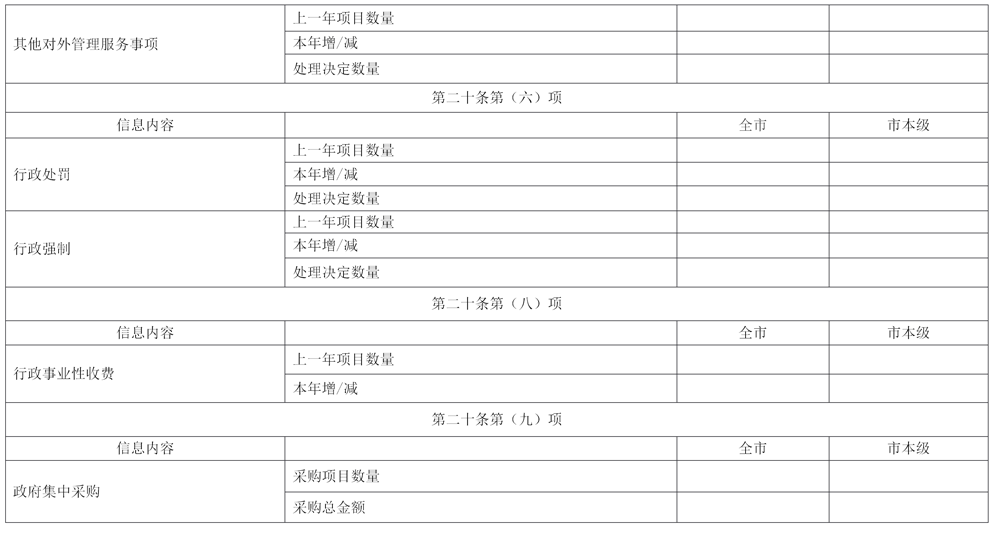 其他对外管理服务事项
上一年项目数量
本年增/减
处理决定数量
第二十条第（六）项
信息内容 全市 市本级
行政处罚
上一年项目数量
本年增/减
处理决定数量
行政强制
上一年项目数量
本年增/减
处理决定数量
第二十条第（八）项
信息内容 全市 市本级
行政事业性收费
上一年项目数量
本年增/减
第二十条第（九）项
信息内容 全市 市本级
政府集中采购
采购项目数量
采购总金额